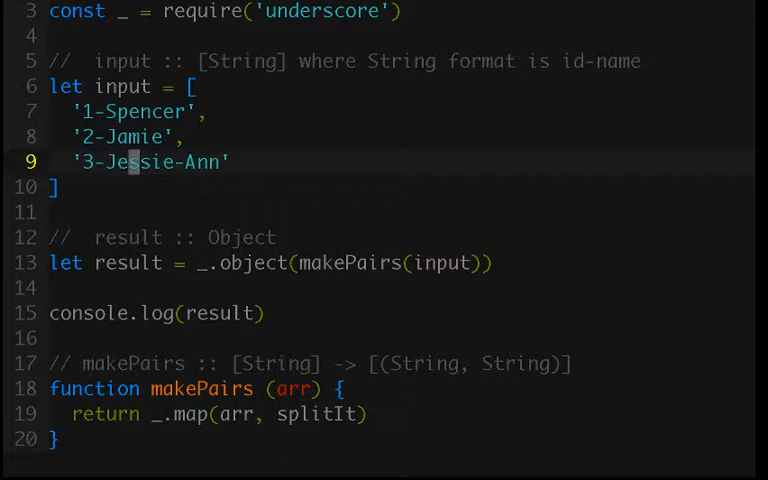 3 const _ = require('underscore')
4
5 //  input :: [String] where String format is id-name
6 let input = [
7   '1-Spencer',
8   '2-Jamie',
9   '3-Jessie-Ann'
10 ]
11
12 //  result :: Object
13 let result = _.object(makePairs(input))
14
15 console.log(result)
16
17 // makePairs :: [String] -> [(String, String)]
18 function makePairs (arr) {
19   return _.map(arr, splitIt)
20 }